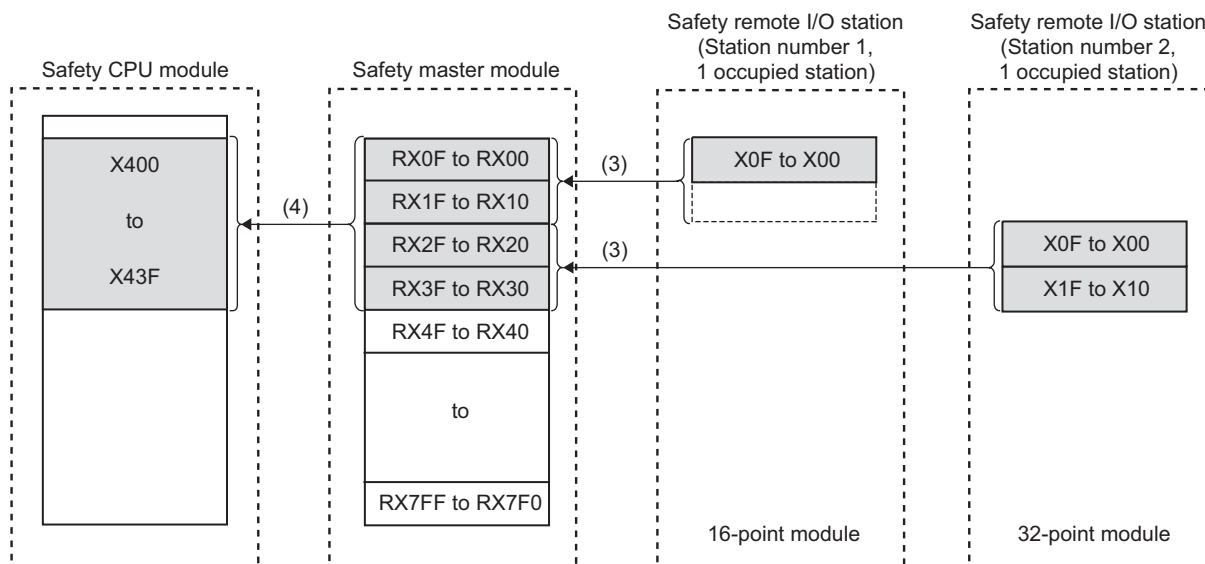 Safety CPU module
Safety master module
Safety remote I/O station
(Station number 1,
1 occupied station)
Safety remote I/O station
(Station number 2,
1 occupied station)
X400
to
X43F
(4)
RX0F to RX00
RX1F to RX10
RX2F to RX20
RX3F to RX30
RX4F to RX40
to
RX7FF to RX7F0
(3)
(3)
X0F to X00
16-point module
X0F to X00
X1F to X10
32-point module